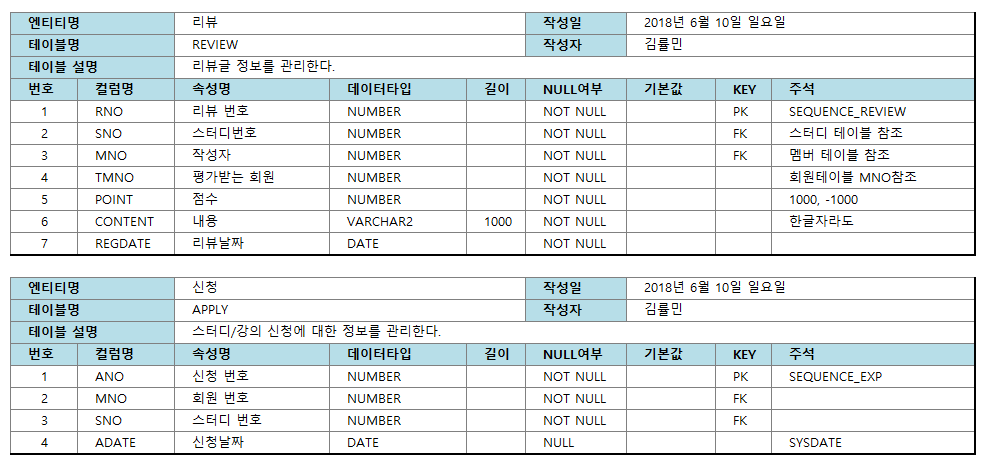 엔티티명 리뷰 작성일 2018년 6월 10일 일요일
테이블명 REVIEW 작성자 김률민
테이블 설명 리뷰글 정보를 관리한다.
번호 컬럼명 속성명 데이터타입 길이 NULL여부 기본값 KEY 주석
1 RNO 리뷰 번호 NUMBER NOT NULL PK SEQUENCE_REVIEW
2 SNO 스터디번호 NUMBER NOT NULL FK 스터디 테이블 참조
3 MNO 작성자 NUMBER NOT NULL FK 멤버 테이블 참조
4 TMNO 평가받는 회원 NUMBER NOT NULL 회원테이블 MNO참조
5 POINT 점수 NUMBER NOT NULL 1000, -1000
6 CONTENT 내용 VARCHAR2 1000 NOT NULL 한글자라도
7 REGDATE 리뷰날짜 DATE NOT NULL
엔티티명 신청 작성일 2018년 6월 10일 일요일
테이블명 APPLY 작성자 김률민
테이블 설명 스터디/강의 신청에 대한 정보를 관리한다.
번호 컬럼명 속성명 데이터타입 길이 NULL여부 기본값 KEY 주석
1 ANO 신청 번호 NUMBER NOT NULL PK SEQUENCE_EXP
2 MNO 회원 번호 NUMBER NOT NULL FK
3 SNO 스터디 번호 NUMBER NOT NULL FK
4 ADATE 신청날짜 DATE NULL SYSDATE